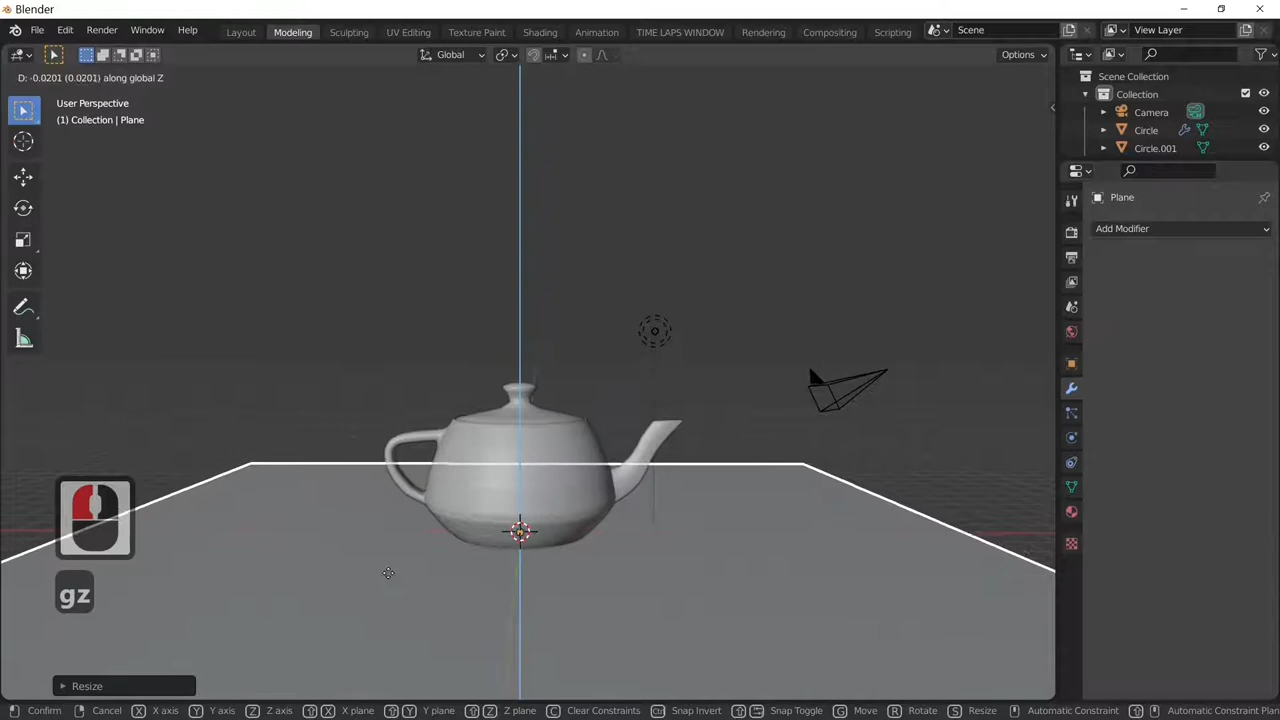 Blender
File Edit Render Window Help Layout Modeling Sculpting UV Editing Texture Paint Shading Animation TIME LAPS WINDOW Rendering Compositing Scripting Scene View Layer
Global Options
D: -0.0201 (0.0201) along global Z
User Perspective
(1) Collection | Plane
Scene Collection
Collection
Camera
Circle
Circle.001
Plane
Add Modifier
gz
Resize
Confirm Cancel X X axis Y Y axis Z Z axis X X plane Y Y plane Z Z plane C Clear Constraints Ctrl Snap Invert Snap Toggle G Move R Rotate S Resize Automatic Constraint Automatic Constraint Plan